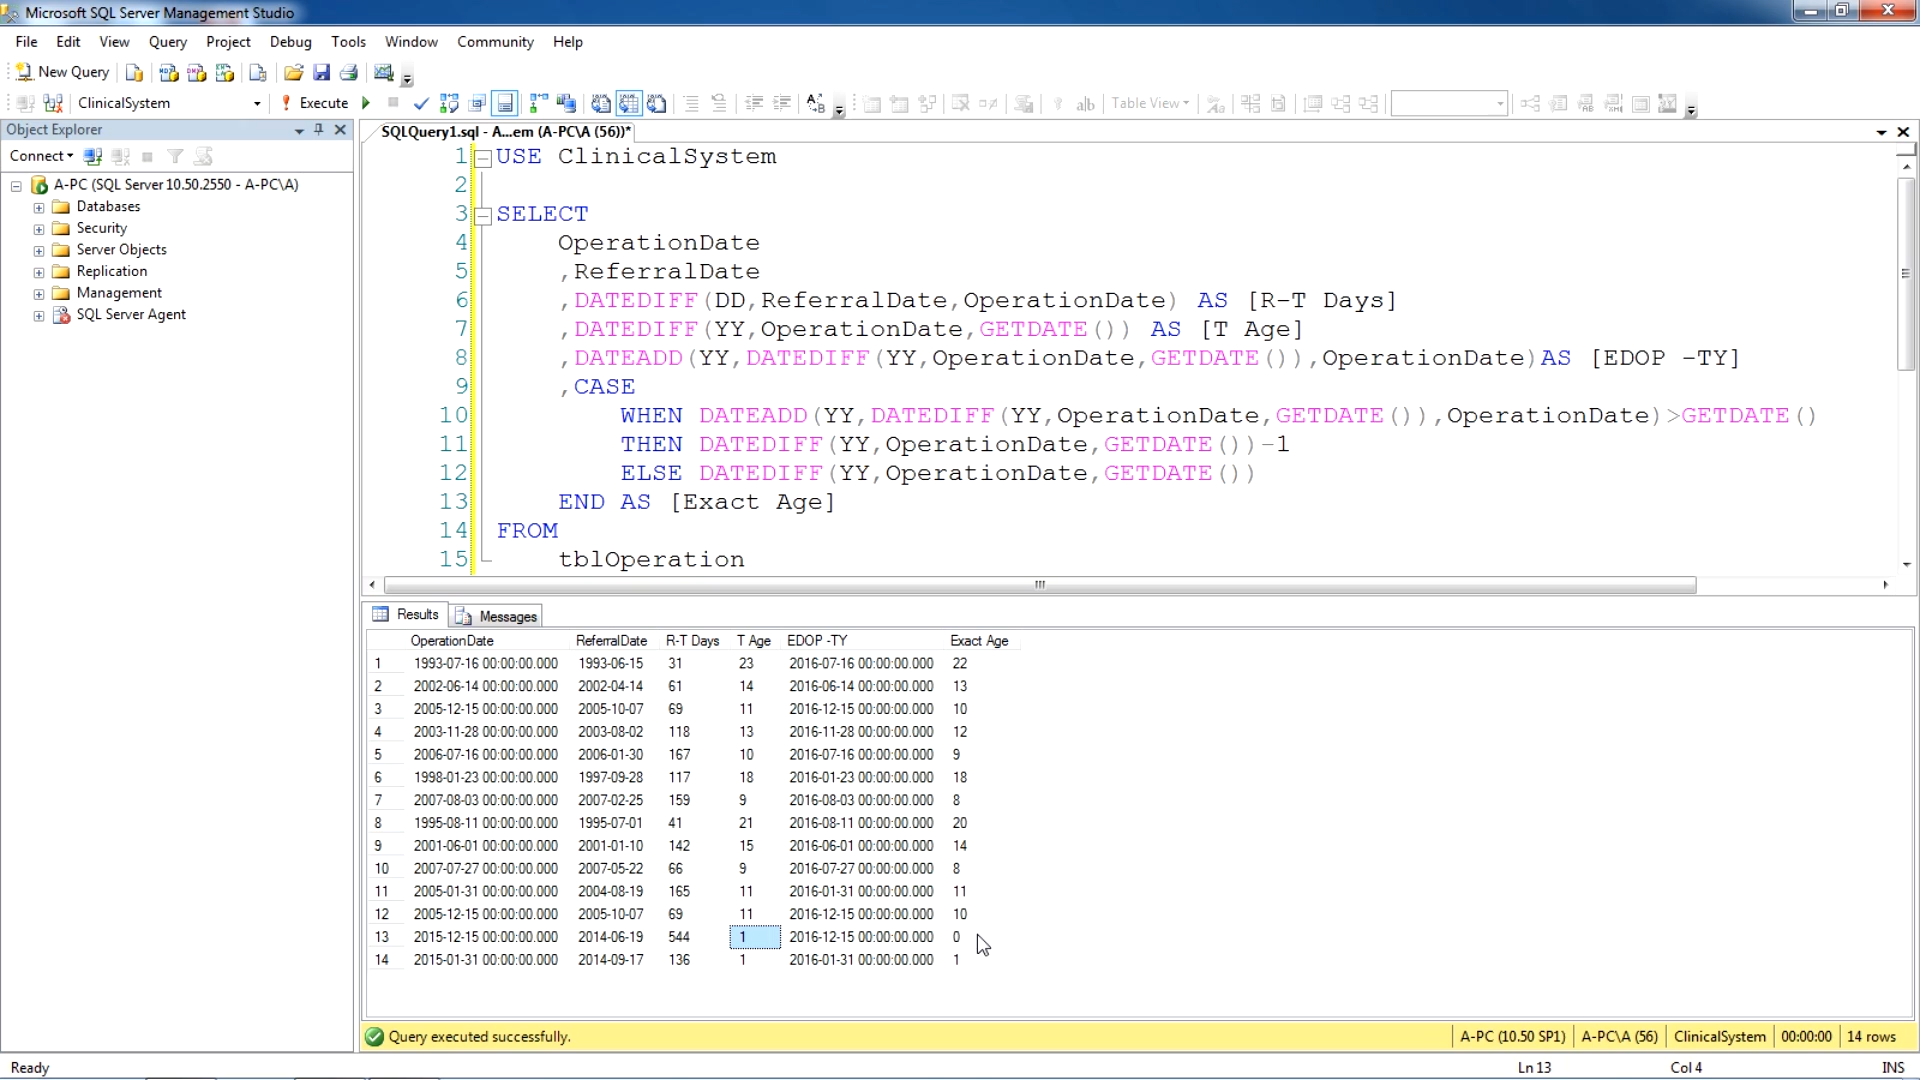 Microsoft SQL Server Management Studio
File Edit View Query Project Debug Tools Window Community Help
New Query
ClinicalSystem Execute Table View
Object Explorer
SQLQuery1.sql - A...em (A-PC\A (56))*
Connect
A-PC (SQL Server 10.50.2550 - A-PC\A)
Databases
Security
Server Objects
Replication
Management
SQL Server Agent
1 USE ClinicalSystem
2
3 SELECT
4 OperationDate
5 ,ReferralDate
6 ,DATEDIFF(DD,ReferralDate,OperationDate) AS [R-T Days]
7 ,DATEDIFF(YY,OperationDate,GETDATE()) AS [T Age]
8 ,DATEADD(YY,DATEDIFF(YY,OperationDate,GETDATE()),OperationDate)AS [EDOP -TY]
9 ,CASE
10 WHEN DATEADD(YY,DATEDIFF(YY,OperationDate,GETDATE()),OperationDate)>GETDATE()
11 THEN DATEDIFF(YY,OperationDate,GETDATE())-1
12 ELSE DATEDIFF(YY,OperationDate,GETDATE())
13 END AS [Exact Age]
14 FROM
15 tblOperation
Results Messages
OperationDate ReferralDate R-T Days T Age EDOP -TY Exact Age
1 1993-07-16 00:00:00.000 1993-06-15 31 23 2016-07-16 00:00:00.000 22
2 2002-06-14 00:00:00.000 2002-04-14 61 14 2016-06-14 00:00:00.000 13
3 2005-12-15 00:00:00.000 2005-10-07 69 11 2016-12-15 00:00:00.000 10
4 2003-11-28 00:00:00.000 2003-08-02 118 13 2016-11-28 00:00:00.000 12
5 2006-07-16 00:00:00.000 2006-01-30 167 10 2016-07-16 00:00:00.000 9
6 1998-01-23 00:00:00.000 1997-09-28 117 18 2016-01-23 00:00:00.000 18
7 2007-08-03 00:00:00.000 2007-02-25 159 9 2016-08-03 00:00:00.000 8
8 1995-08-11 00:00:00.000 1995-07-01 41 21 2016-08-11 00:00:00.000 20
9 2001-06-01 00:00:00.000 2001-01-10 142 15 2016-06-01 00:00:00.000 14
10 2007-07-27 00:00:00.000 2007-05-22 66 9 2016-07-27 00:00:00.000 8
11 2005-01-31 00:00:00.000 2004-08-19 165 11 2016-01-31 00:00:00.000 11
12 2005-12-15 00:00:00.000 2005-10-07 69 11 2016-12-15 00:00:00.000 10
13 2015-12-15 00:00:00.000 2014-06-19 544 1 2016-12-15 00:00:00.000 0
14 2015-01-31 00:00:00.000 2014-09-17 136 1 2016-01-31 00:00:00.000 1
Query executed successfully. A-PC (10.50 SP1) A-PC\A (56) ClinicalSystem 00:00:00 14 rows
Ready Ln 13 Col 4 INS